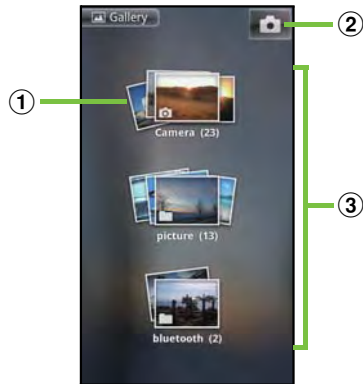 Gallery
②
①
Camera (23)
③
picture (13)
bluetooth (2)